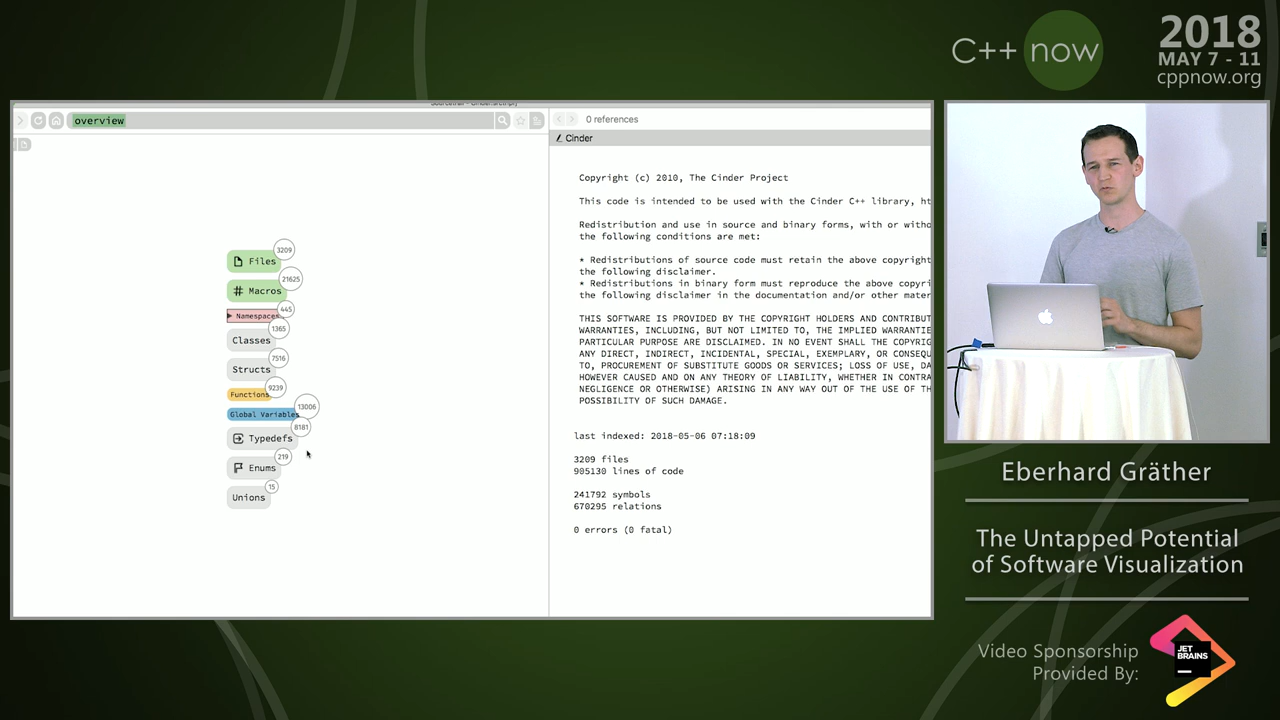 C++ now
2018
MAY 7 - 11
cppnow.org
overview
0 references
Cinder
Files
3209
Macros
21625
Namespaces
445
Classes
1365
Structs
7516
Functions
9239
Global Variables
13006
Typedefs
8181
Enums
219
Unions
15
Copyright (c) 2010, The Cinder Project
This code is intended to be used with the Cinder C++ library, ht
Redistribution and use in source and binary forms, with or witho
the following conditions are met:
* Redistributions of source code must retain the above copyright
the following disclaimer.
* Redistributions in binary form must reproduce the above copyri
the following disclaimer in the documentation and/or other mater
THIS SOFTWARE IS PROVIDED BY THE COPYRIGHT HOLDERS AND CONTRIBUT
WARRANTIES, INCLUDING, BUT NOT LIMITED TO, THE IMPLIED WARRANTIE
PARTICULAR PURPOSE ARE DISCLAIMED. IN NO EVENT SHALL THE COPYRIG
ANY DIRECT, INDIRECT, INCIDENTAL, SPECIAL, EXEMPLARY, OR CONSEQU
TO, PROCUREMENT OF SUBSTITUTE GOODS OR SERVICES; LOSS OF USE, DA
HOWEVER CAUSED AND ON ANY THEORY OF LIABILITY, WHETHER IN CONTRA
NEGLIGENCE OR OTHERWISE) ARISING IN ANY WAY OUT OF THE USE OF TH
POSSIBILITY OF SUCH DAMAGE.
last indexed: 2018-05-06 07:18:09
3209 files
905130 lines of code
241792 symbols
670295 relations
0 errors (0 fatal)
Eberhard Gräther
The Untapped Potential
of Software Visualization
Video Sponsorship
Provided By:
JET
BRAINS